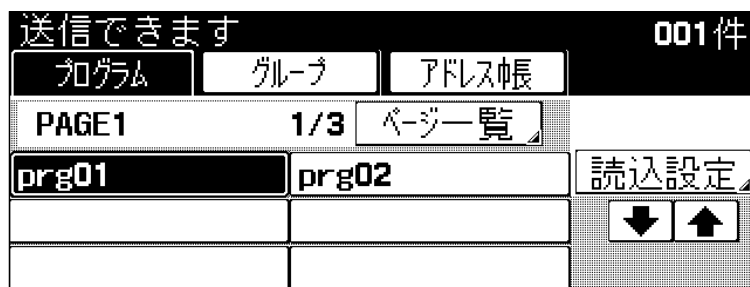 送信できます 001件
プログラム グループ アドレス帳
PAGE1 1/3 ページ一覧
prg01 prg02 読込設定